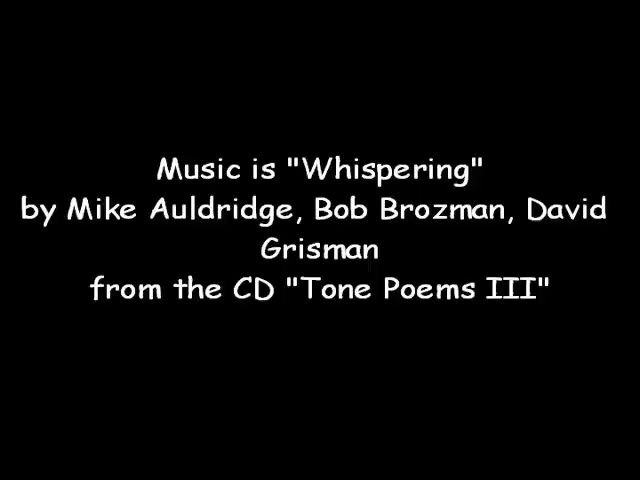 Music is "Whispering"
by Mike Auldridge, Bob Brozman, David
Grisman
from the CD "Tone Poems III"